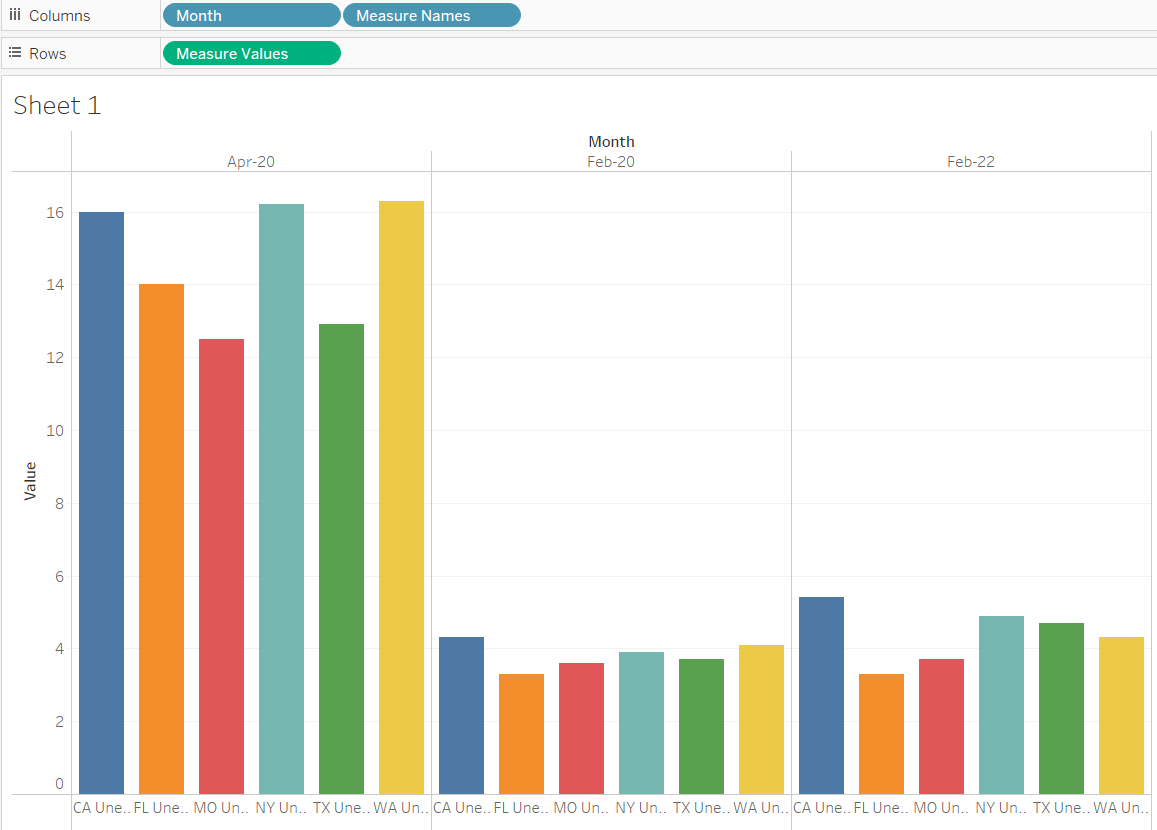 Columns Month Measure Names
Rows Measure Values
Sheet 1
Month
Apr-20 Feb-20 Feb-22
16
14
12
10
8
6
4
2
0
Value
CA Une.. FL Une.. MO Un.. NY Un.. TX Une.. WA Un.. CA Une.. FL Une.. MO Un.. NY Un.. TX Une.. WA Un.. CA Une.. FL Une.. MO Un.. NY Un.. TX Une.. WA Un..